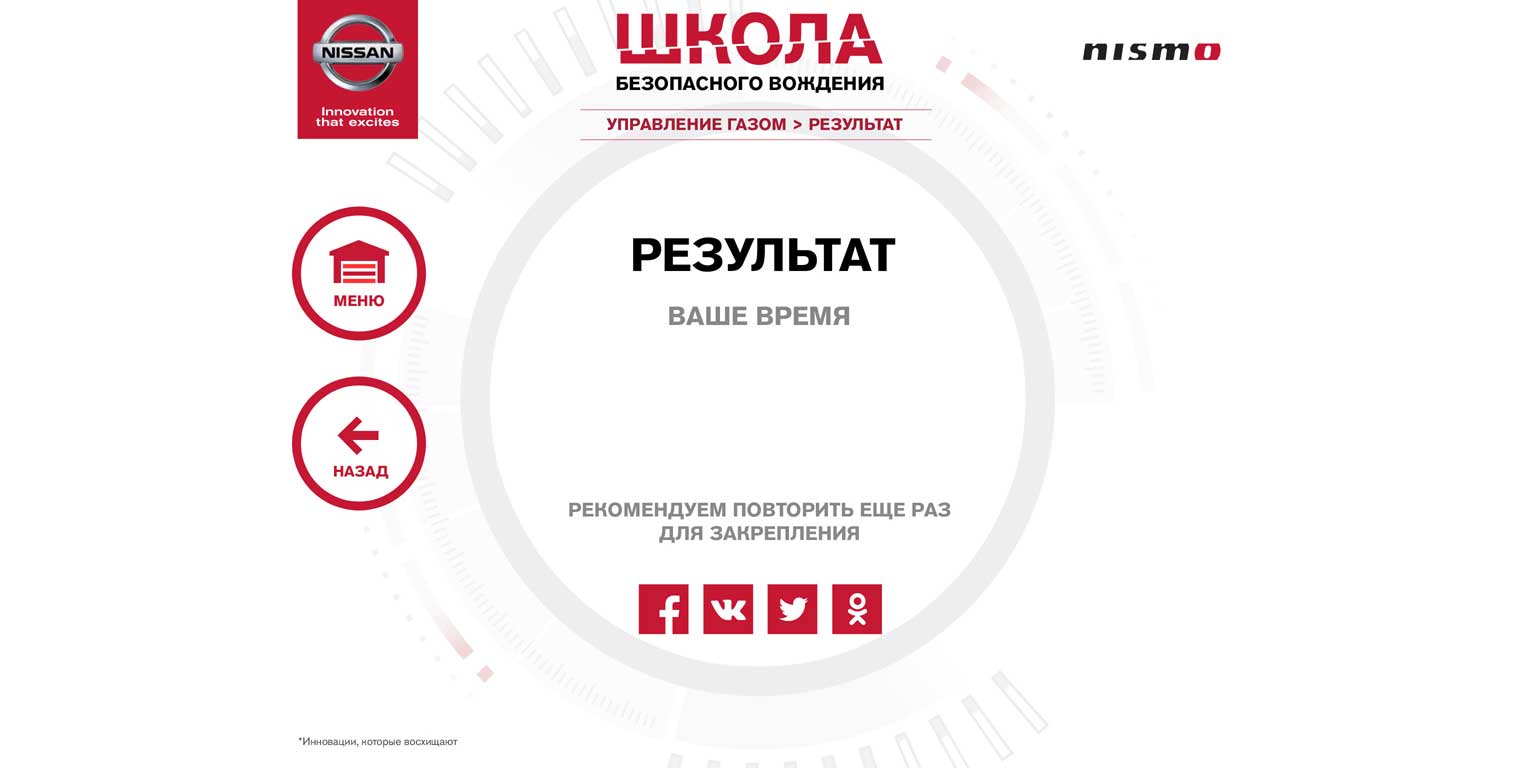 NISSAN
Innovation
that excites
ШКОЛА
БЕЗОПАСНОГО ВОЖДЕНИЯ
nismo
УПРАВЛЕНИЕ ГАЗОМ > РЕЗУЛЬТАТ
МЕНЮ
НАЗАД
РЕЗУЛЬТАТ
ВАШЕ ВРЕМЯ
РЕКОМЕНДУЕМ ПОВТОРИТЬ ЕЩЕ РАЗ
ДЛЯ ЗАКРЕПЛЕНИЯ
*Инновации, которые восхищают